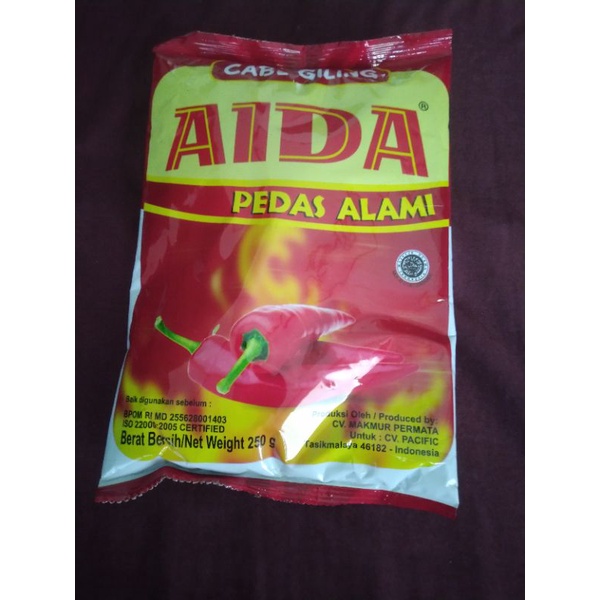 CABE GILING
AIDA®
PEDAS ALAMI
Baik digunakan sebelum :
BPOM RI MD 255620001403
ISO 22000:2005 CERTIFIED
Berat Bersih/Net Weight 250 g
Produksi Oleh / Produced by:
CV. MAKMUR PERMATA
Untuk : CV. PACIFIC
Tasikmalaya 46182 - Indonesia